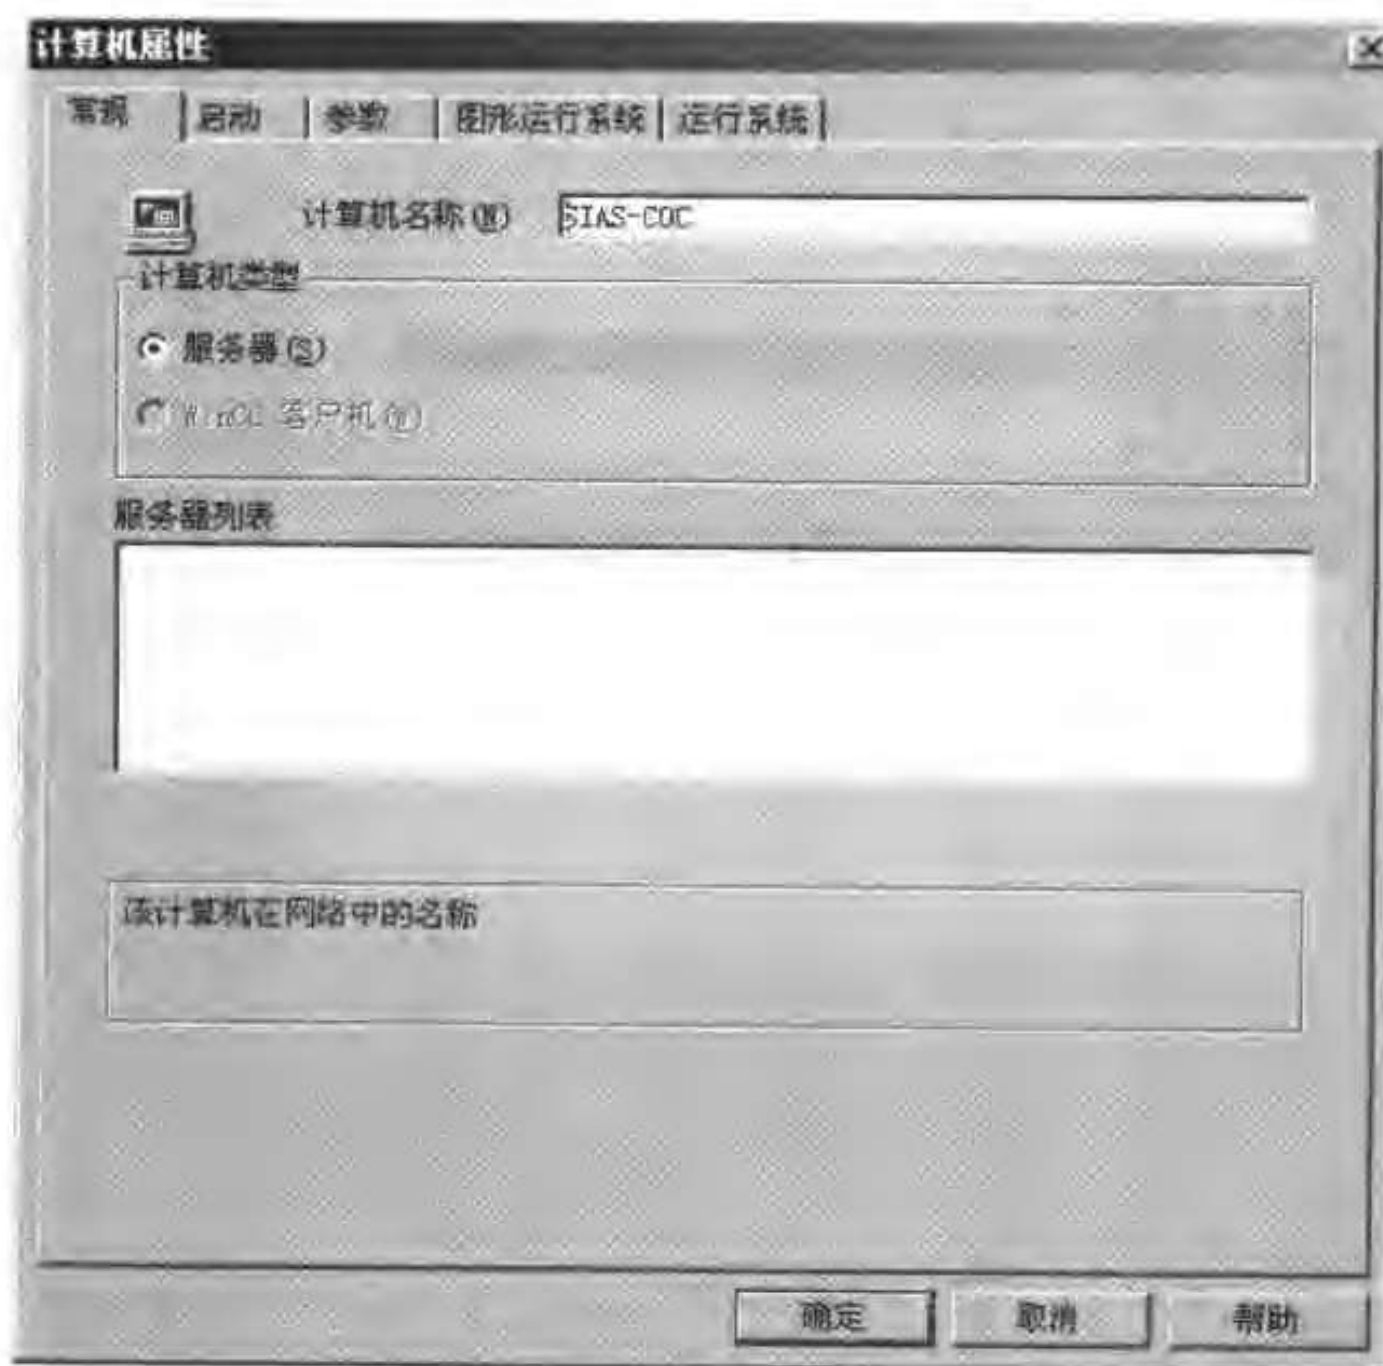 计算机属性
常规 启动 参数 图形运行系统 运行系统
计算机名称(N) SIAS-COC
计算机类型
服务器(S)
WinCC 客户机(W)
服务器列表
该计算机在网络中的名称
确定 取消 帮助